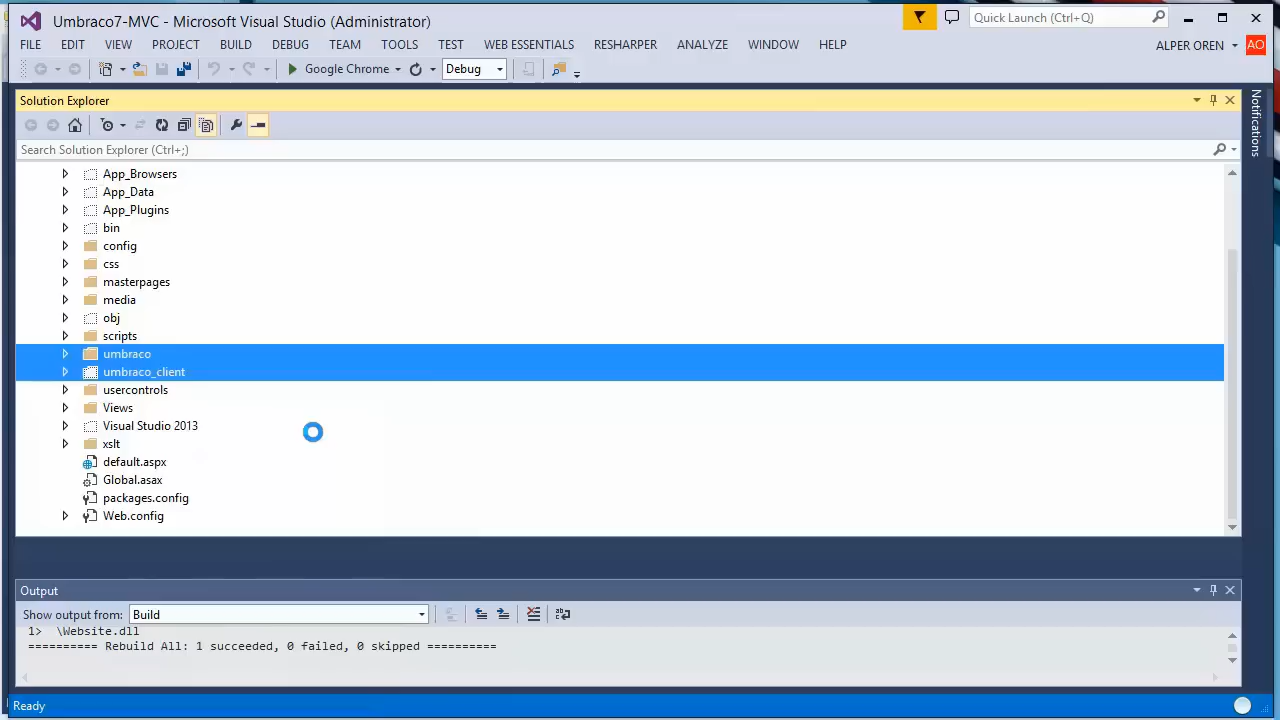 Umbraco7-MVC - Microsoft Visual Studio (Administrator)
Quick Launch (Ctrl+Q)
FILE EDIT VIEW PROJECT BUILD DEBUG TEAM TOOLS TEST WEB ESSENTIALS RESHARPER ANALYZE WINDOW HELP
ALPER OREN AO
Google Chrome Debug
Solution Explorer
Notifications
Search Solution Explorer (Ctrl+;)
App_Browsers
App_Data
App_Plugins
bin
config
css
masterpages
media
obj
scripts
umbraco
umbraco_client
usercontrols
Views
Visual Studio 2013
xslt
default.aspx
Global.asax
packages.config
Web.config
Output
Show output from: Build
1> \Website.dll
========== Rebuild All: 1 succeeded, 0 failed, 0 skipped ==========
Ready